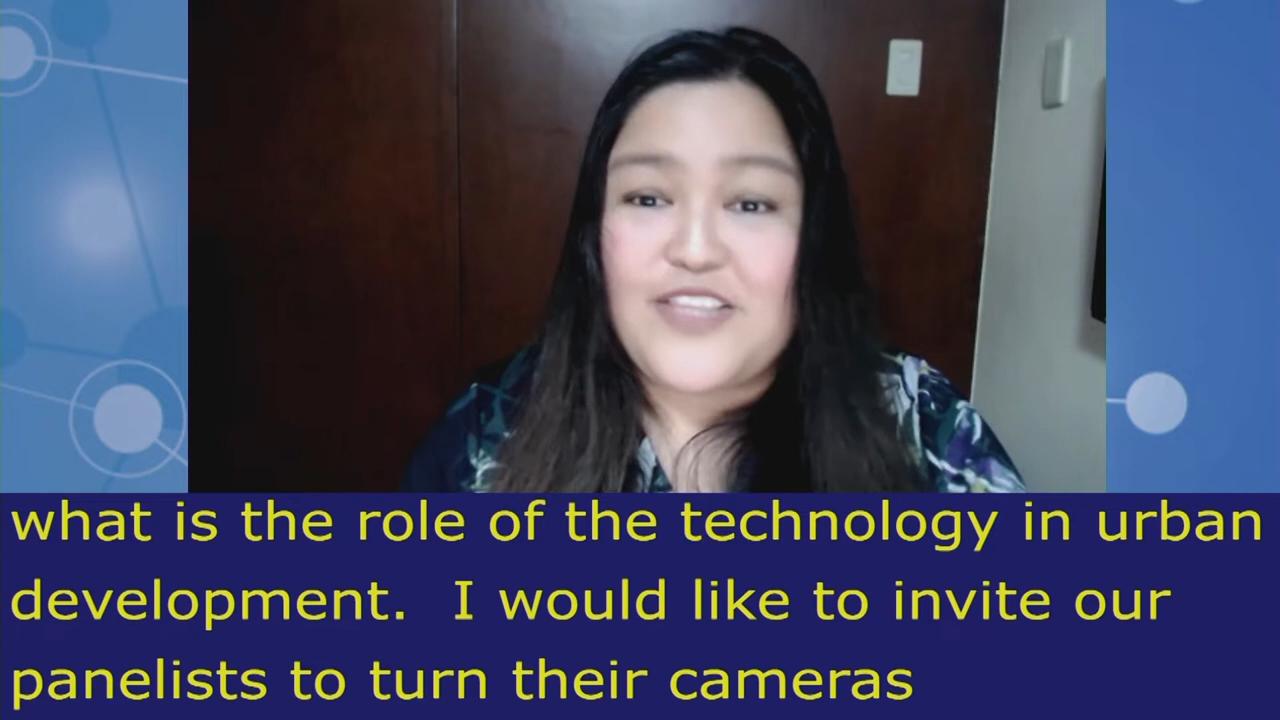 what is the role of the technology in urban
development.  I would like to invite our
panelists to turn their cameras